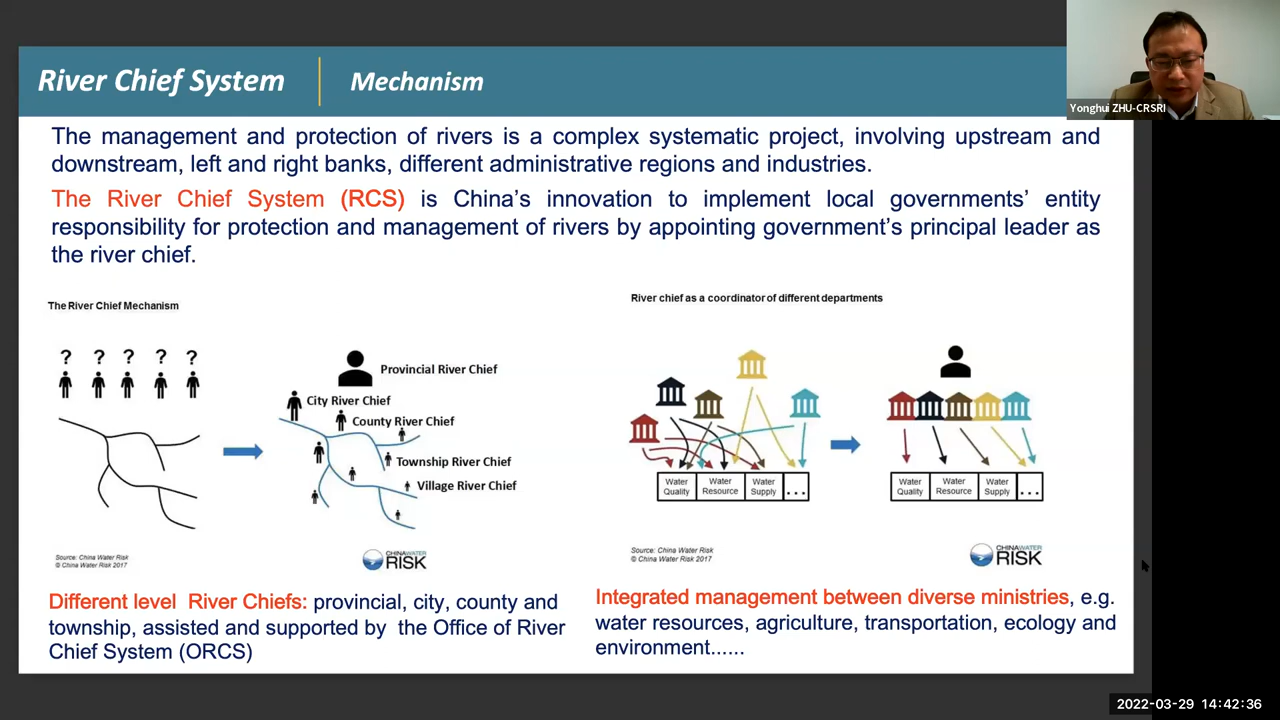 River Chief System
Mechanism
Yonghui ZHU-CRSRI
The management and protection of rivers is a complex systematic project, involving upstream and
downstream, left and right banks, different administrative regions and industries.
The River Chief System (RCS) is China's innovation to implement local governments' entity
responsibility for protection and management of rivers by appointing government's principal leader as
the river chief.
The River Chief Mechanism
? ? ? ? ?
Provincial River Chief
City River Chief
County River Chief
Township River Chief
Village River Chief
Source: China Water Risk
© China Water Risk 2017
CHINAWATER
RISK
Different level River Chiefs: provincial, city, county and
township, assisted and supported by the Office of River
Chief System (ORCS)
River chief as a coordinator of different departments
Water
Quality
Water
Resource
Water
Supply
...
Water
Quality
Water
Resource
Water
Supply
...
Source: China Water Risk
© China Water Risk 2017
CHINAWATER
RISK
Integrated management between diverse ministries, e.g.
water resources, agriculture, transportation, ecology and
environment......
2022-03-29 14:42:36